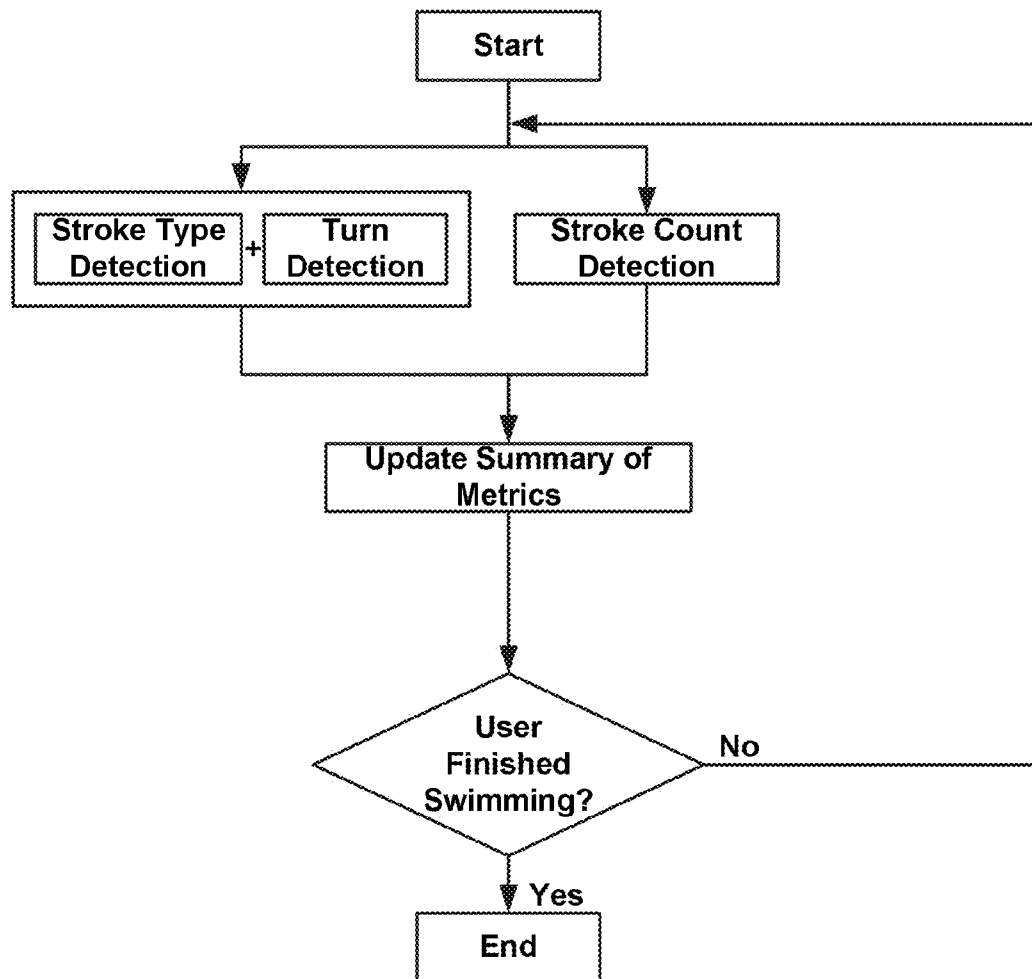 Start
Stroke Type
Detection
+
Turn
Detection
Stroke Count
Detection
Update Summary of
Metrics
User
Finished
Swimming?
No
Yes
End